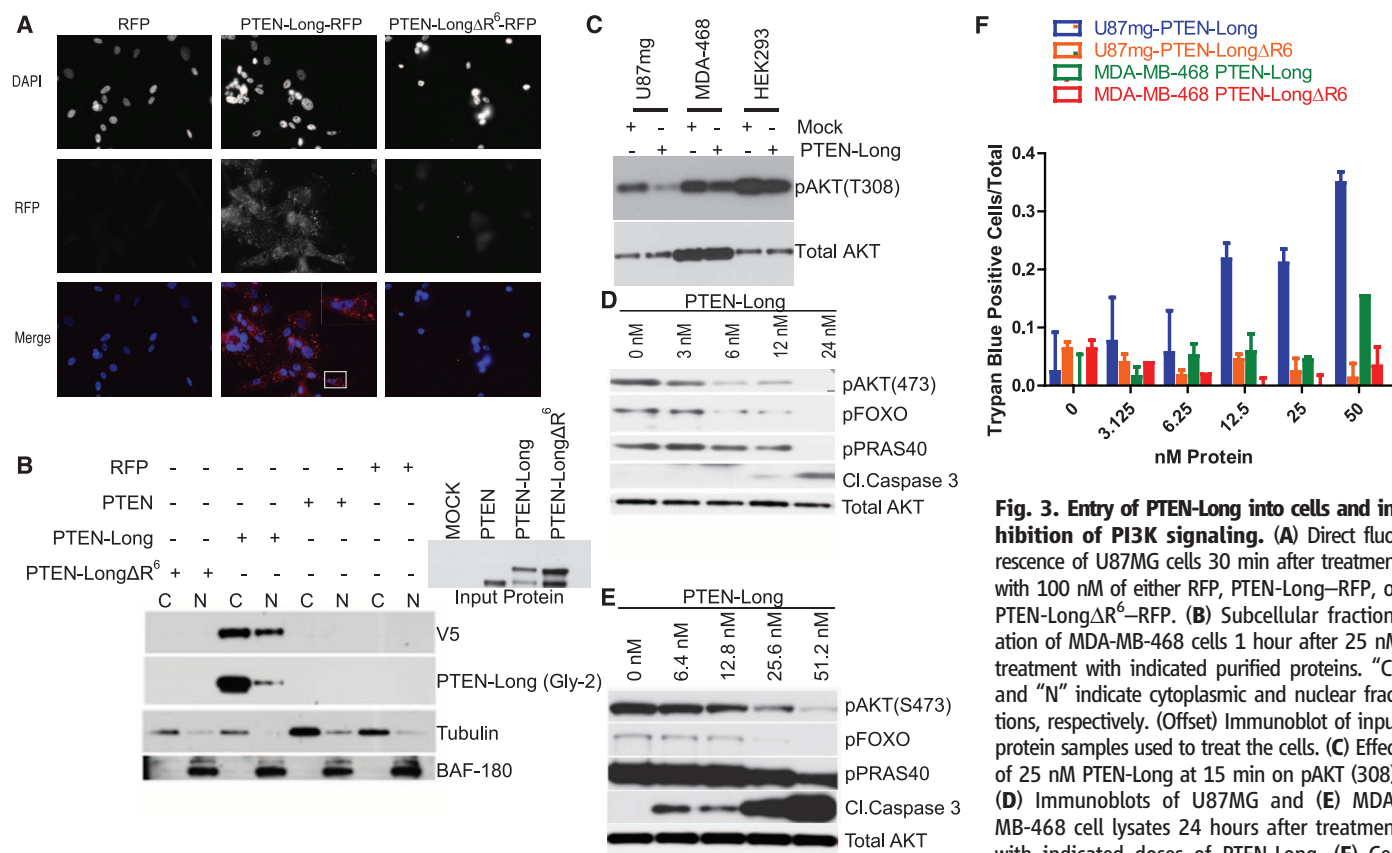 A
RFP PTEN-Long-RFP PTEN-LongΔR⁶-RFP
DAPI
RFP
Merge
B
RFP - - - - - - + +
PTEN - - - - + + - -
PTEN-Long - - + + - - - -
PTEN-LongΔR⁶ + + - - - - - -
C N C N C N C N
V5
PTEN-Long (Gly-2)
Tubulin
BAF-180
MOCK
PTEN
PTEN-Long
PTEN-LongΔR⁶
Input Protein
C
U87mg
MDA-468
HEK293
+ - + - + - Mock
- + - + - + PTEN-Long
pAKT(T308)
Total AKT
D
PTEN-Long
0 nM
3 nM
6 nM
12 nM
24 nM
pAKT(473)
pFOXO
pPRAS40
Cl.Caspase 3
Total AKT
E
PTEN-Long
0 nM
6.4 nM
12.8 nM
25.6 nM
51.2 nM
pAKT(S473)
pFOXO
pPRAS40
Cl.Caspase 3
Total AKT
F
U87mg-PTEN-Long
U87mg-PTEN-LongΔR6
MDA-MB-468 PTEN-Long
MDA-MB-468 PTEN-LongΔR6
Trypan Blue Positive Cells/Total
0.4
0.3
0.2
0.1
0.0
0 3.125 6.25 12.5 25 50
nM Protein
Fig. 3. Entry of PTEN-Long into cells and in
hibition of PI3K signaling. (A) Direct fluo
rescence of U87MG cells 30 min after treatmen
with 100 nM of either RFP, PTEN-Long–RFP, o
PTEN-LongΔR⁶–RFP. (B) Subcellular fraction
ation of MDA-MB-468 cells 1 hour after 25 nM
treatment with indicated purified proteins. “C
and “N” indicate cytoplasmic and nuclear frac
tions, respectively. (Offset) Immunoblot of inpu
protein samples used to treat the cells. (C) Effec
of 25 nM PTEN-Long at 15 min on pAKT (308)
(D) Immunoblots of U87MG and (E) MDA
MB-468 cell lysates 24 hours after treatmen
with indicated doses of PTEN-Long. (F) Ce